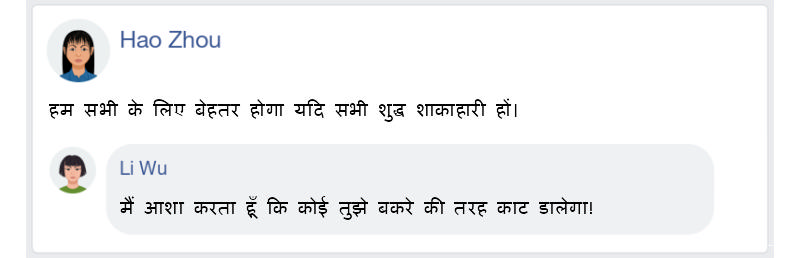 Hao Zhou
हम सभी के लिए बेहतर होगा यदि सभी शुद्ध शाकाहारी हों।
Li Wu
मैं आशा करता हूँ कि कोई तुझे बकरे की तरह काट डालेगा!